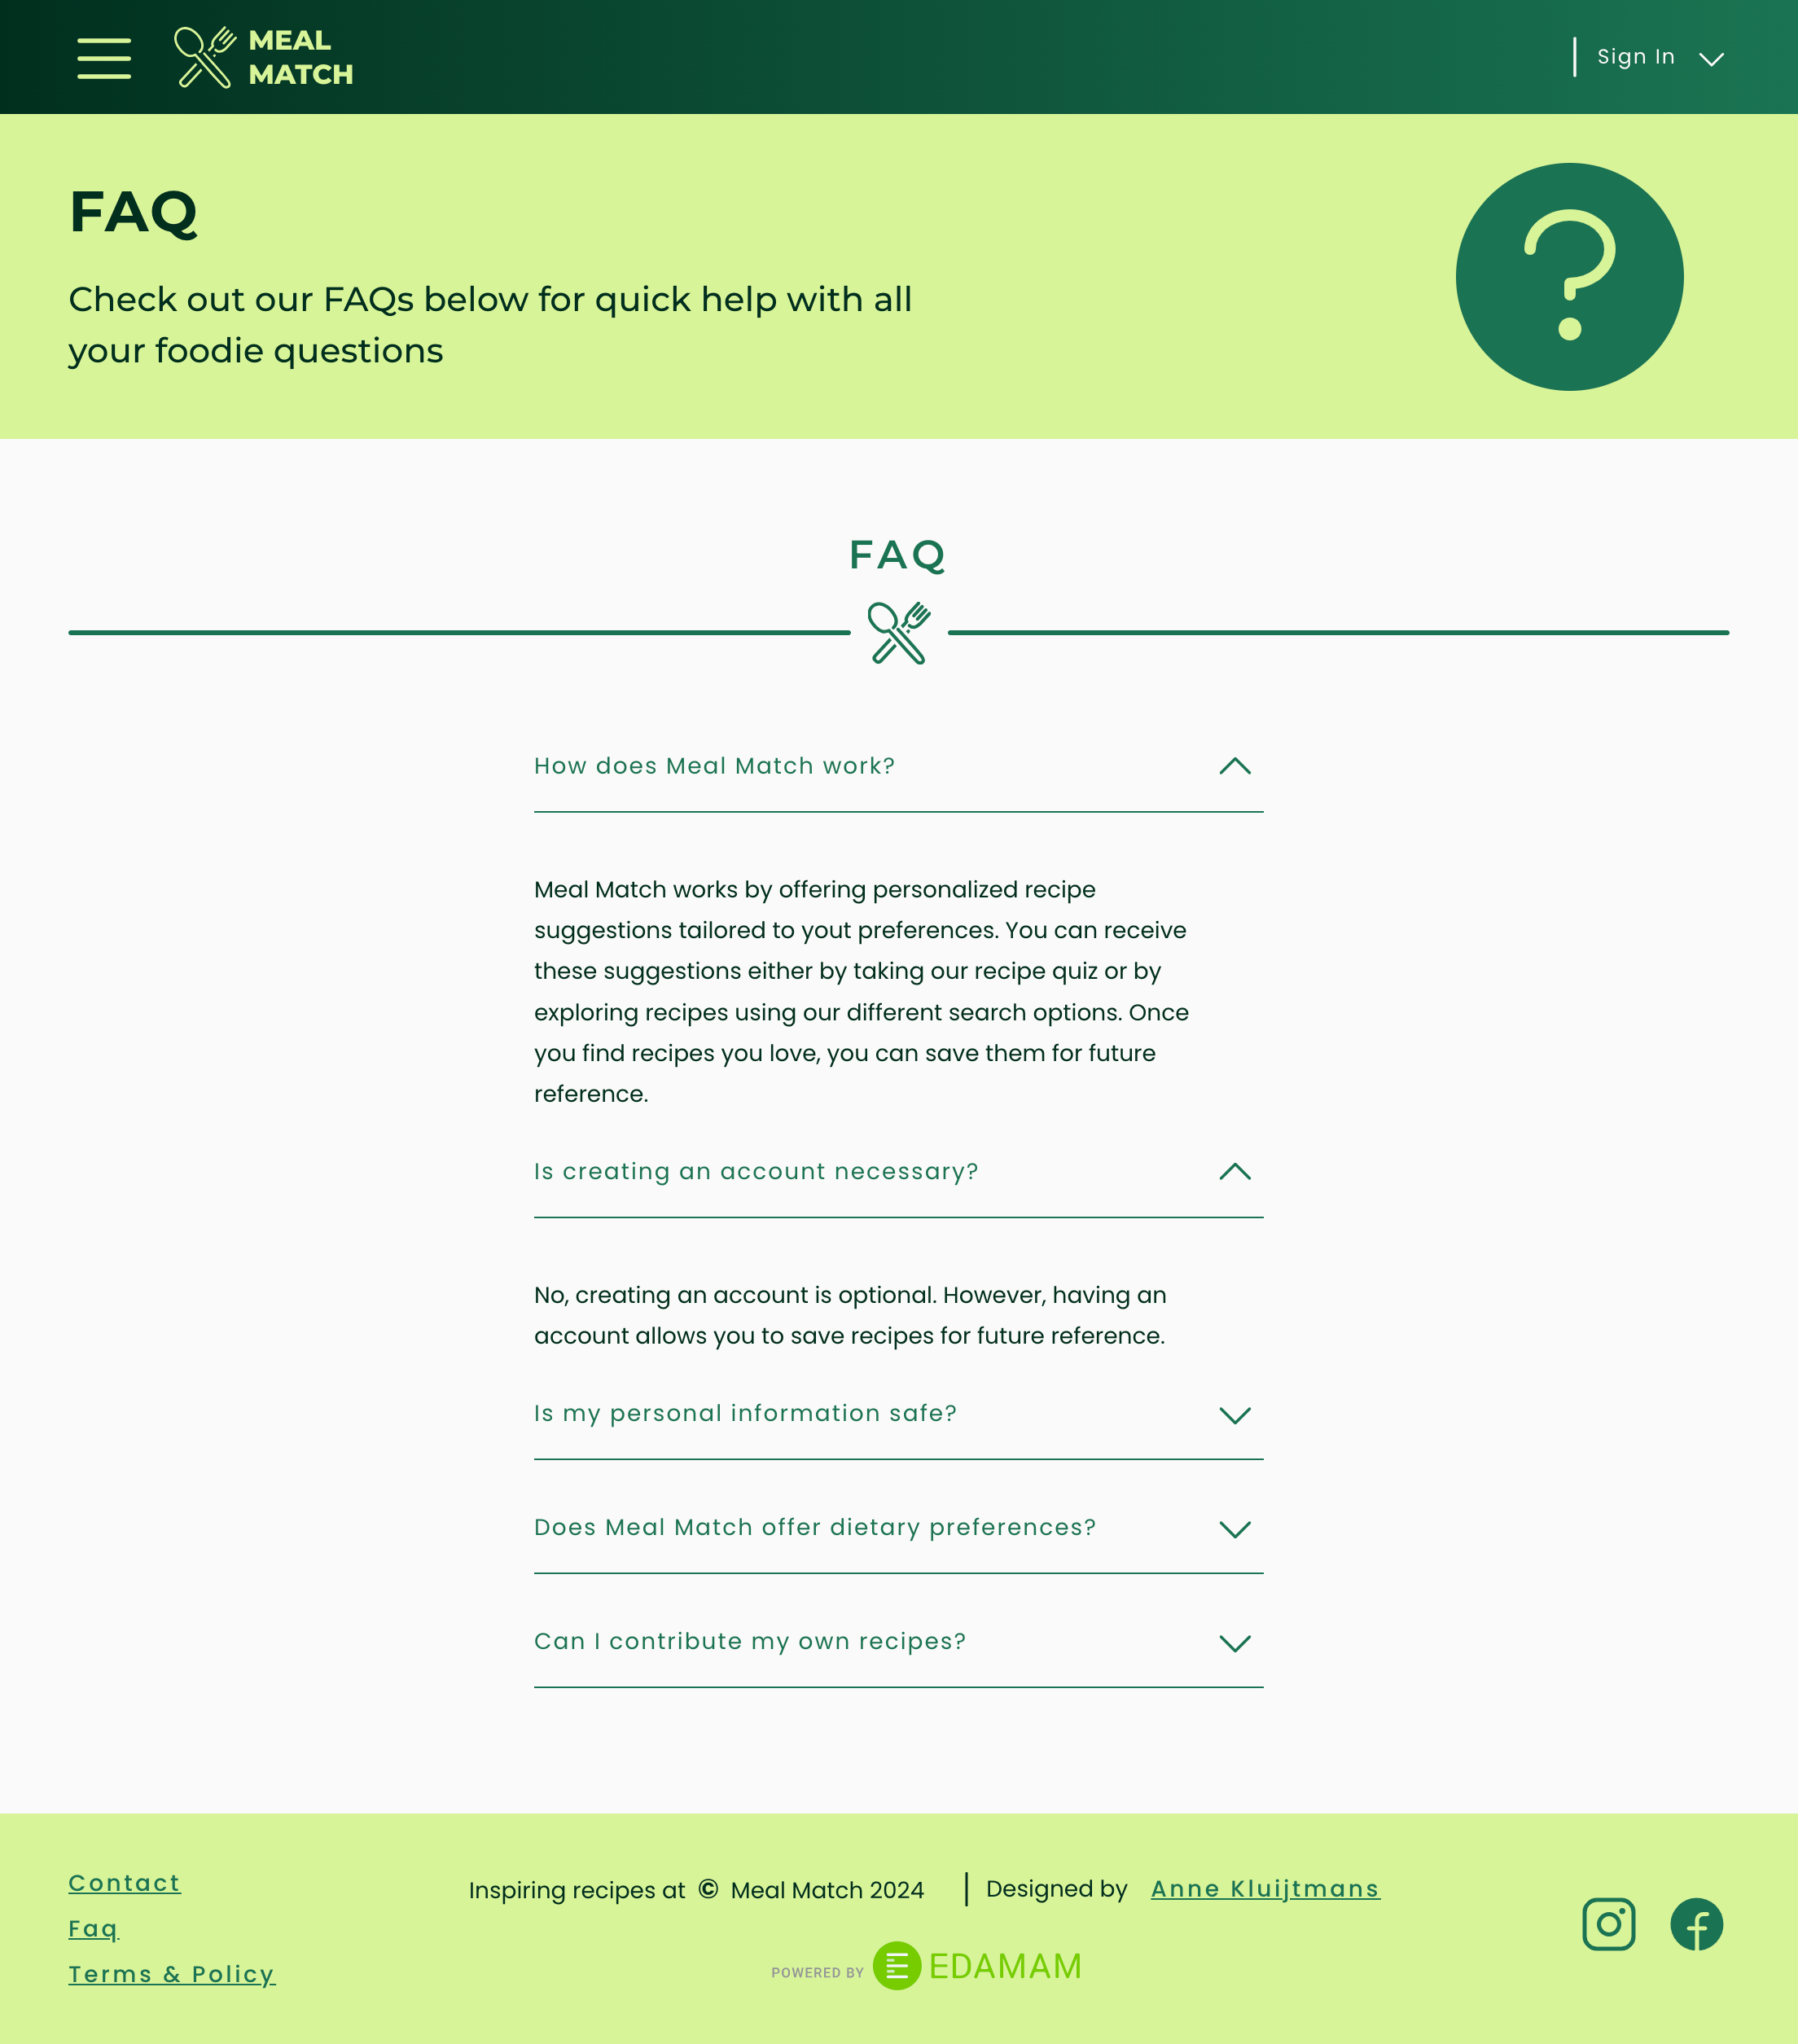 MEAL
MATCH
Sign In
FAQ
Check out our FAQs below for quick help with all
your foodie questions
?
FAQ
How does Meal Match work?
Meal Match works by offering personalized recipe
suggestions tailored to yout preferences. You can receive
these suggestions either by taking our recipe quiz or by
exploring recipes using our different search options. Once
you find recipes you love, you can save them for future
reference.
Is creating an account necessary?
No, creating an account is optional. However, having an
account allows you to save recipes for future reference.
Is my personal information safe?
Does Meal Match offer dietary preferences?
Can I contribute my own recipes?
Contact
Faq
Terms & Policy
Inspiring recipes at © Meal Match 2024
Designed by Anne Kluijtmans
POWERED BY EDAMAM